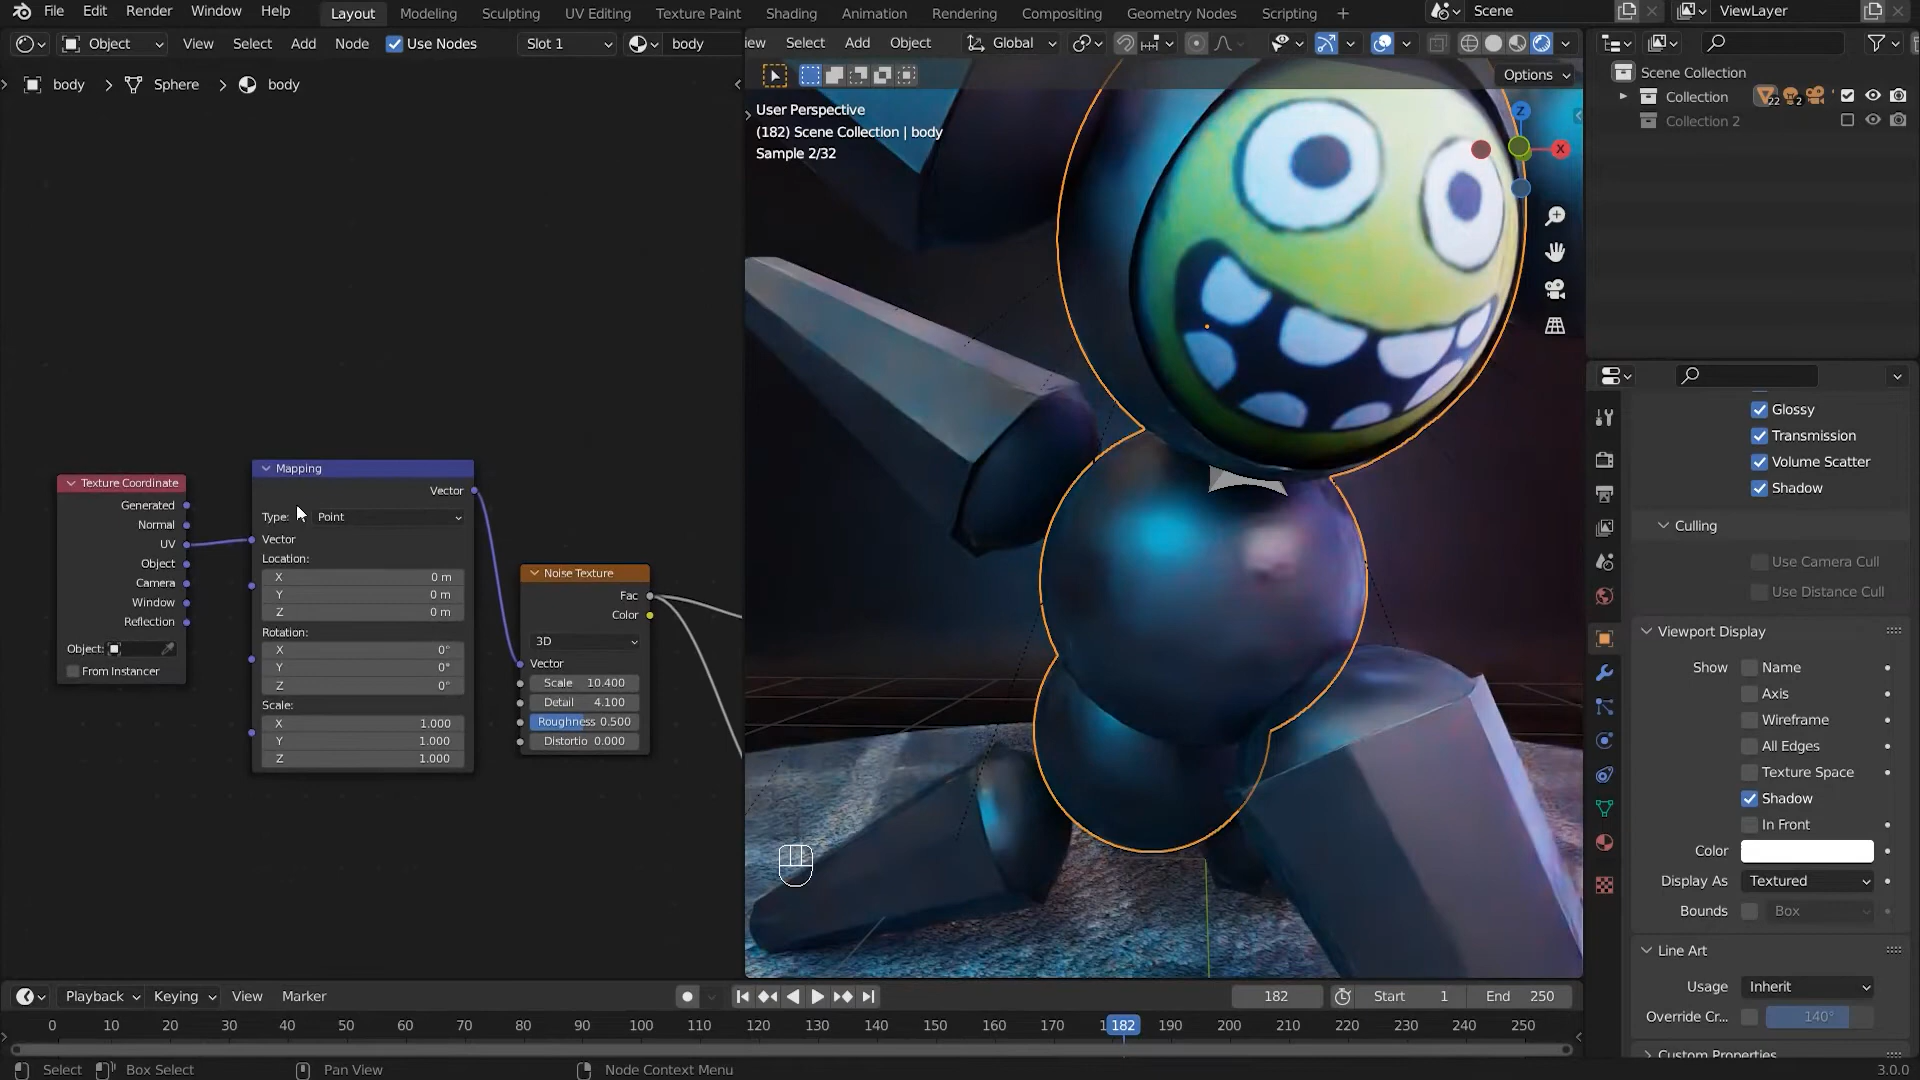 File Edit Render Window Help Layout Modeling Sculpting UV Editing Texture Paint Shading Animation Rendering Compositing Geometry Nodes Scripting + Scene ViewLayer
Object View Select Add Node Use Nodes Slot 1 body
iew Select Add Object Global
Options
body > Sphere > body
User Perspective
(182) Scene Collection | body
Sample 2/32
Z
X
Texture Coordinate
Generated
Normal
UV
Object
Camera
Window
Reflection
Object:
From Instancer
Mapping
Vector
Type: Point
Vector
Location:
X 0 m
Y 0 m
Z 0 m
Rotation:
X 0°
Y 0°
Z 0°
Scale:
X 1.000
Y 1.000
Z 1.000
Noise Texture
Fac
Color
3D
Vector
Scale 10.400
Detail 4.100
Roughness 0.500
Distortio 0.000
Scene Collection
Collection 22 2
Collection 2
Glossy
Transmission
Volume Scatter
Shadow
Culling
Use Camera Cull
Use Distance Cull
Viewport Display
Show Name
Axis
Wireframe
All Edges
Texture Space
Shadow
In Front
Color
Display As Textured
Bounds Box
Line Art
Usage Inherit
Override Cr... 140°
Custom Properties
Playback Keying View Marker 182 Start 1 End 250
0 10 20 30 40 50 60 70 80 90 100 110 120 130 140 150 160 170 1 182 190 200 210 220 230 240 250
Select Box Select Pan View Node Context Menu 3.0.0